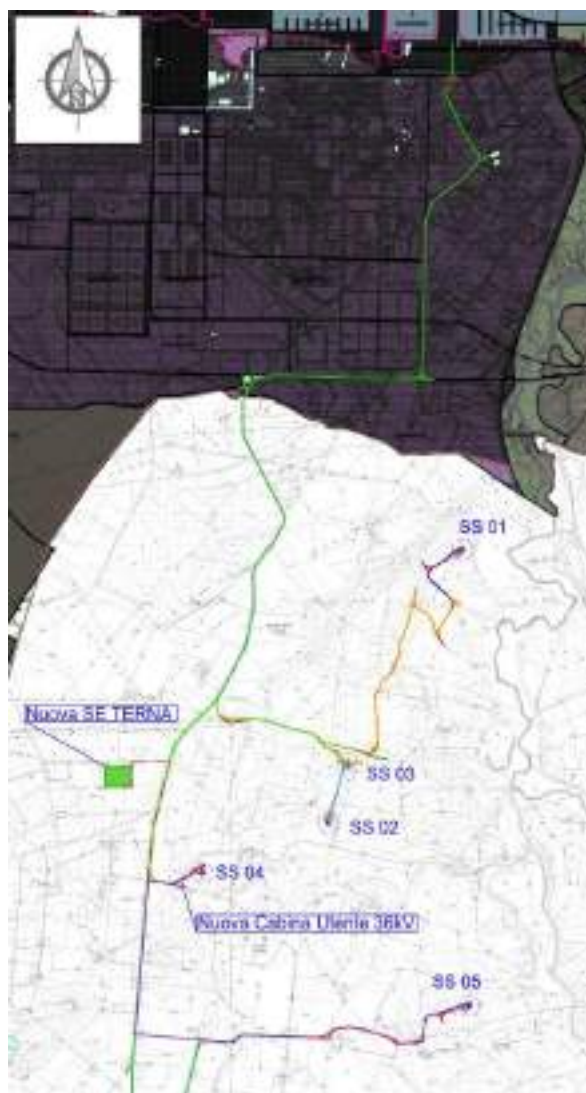 SS 01
Nuova SE TERNA
SS 03
SS 02
SS 04
Nuova Cabina Utente 36kV
SS 05